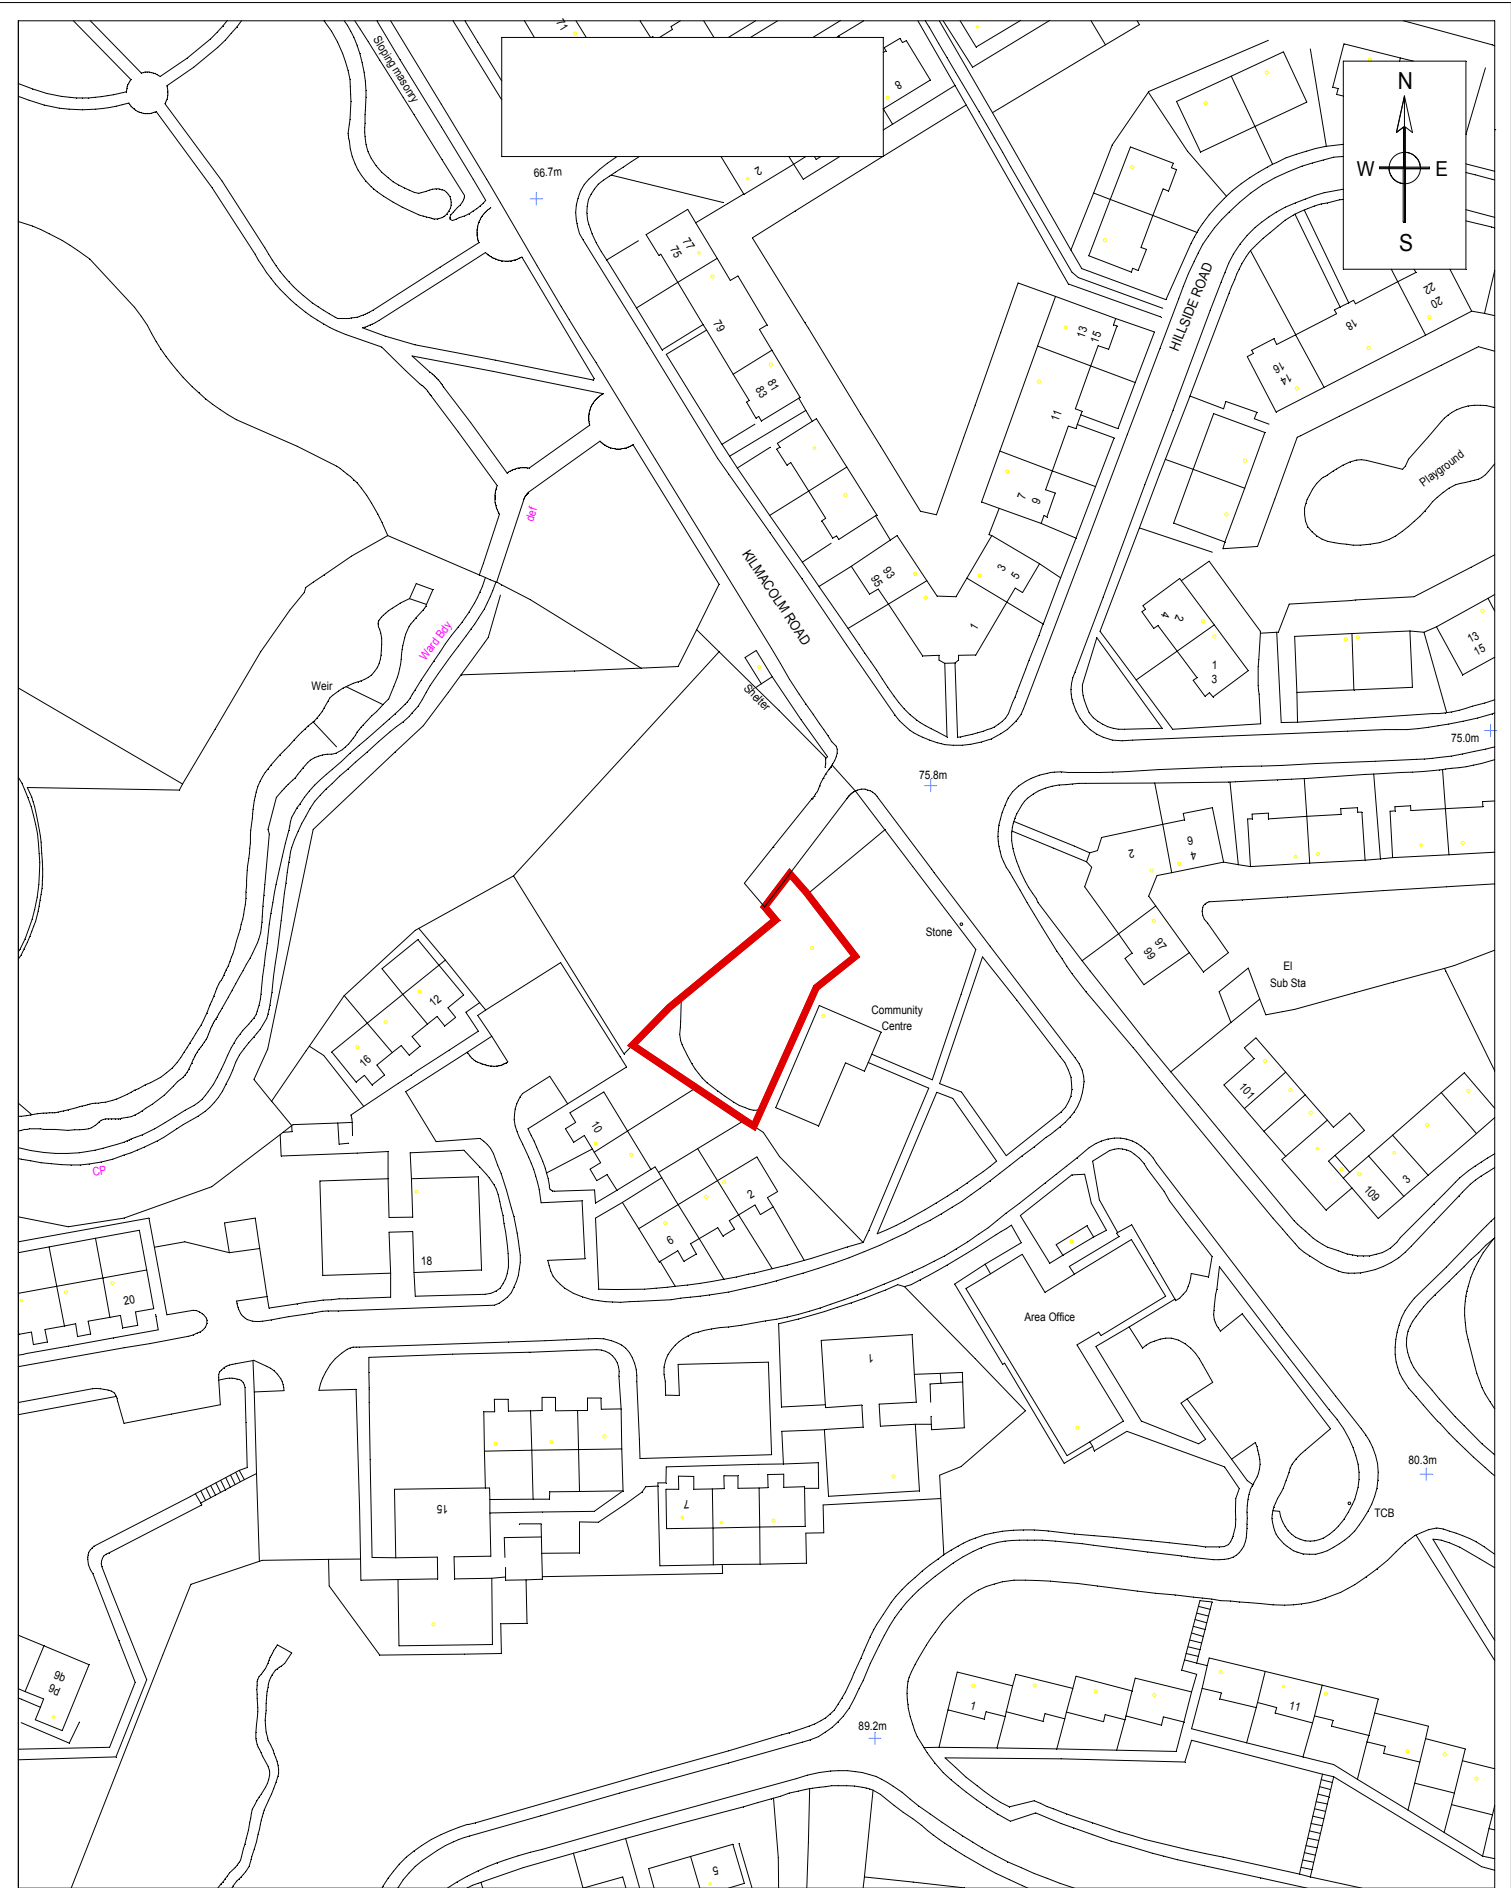 71
Sloping masonry
8
N
W E
S
66.7m
2
77
75
79
81
83
13
15
11
7
9
HILLSIDE ROAD
22
20
18
16
14
Playground
def
KILMACOLM ROAD
93
95
3
5
1
4
2
1
3
13
15
Ward Bdy
Weir
Shelter
75.0m
75.8m
2
6
4
97
99
Stone
El
Sub Sta
Community
Centre
12
16
10
101
109
3
CP
2
6
18
20
Area Office
1
80.3m
TCB
15
7
9b
9d
1
11
89.2m
5